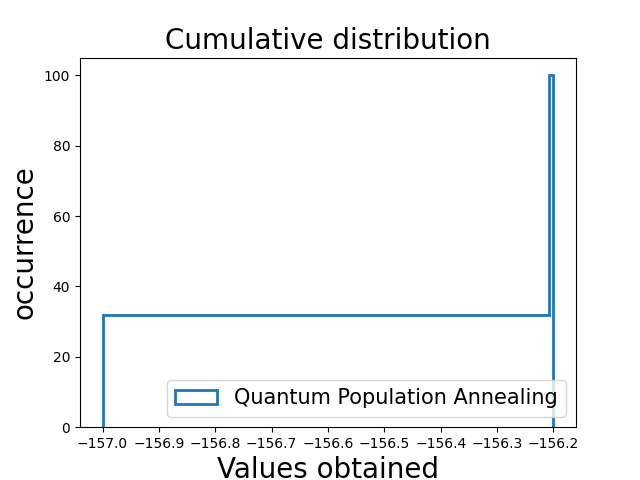 Cumulative distribution
100
80
60
40
20
0
occurrence
Quantum Population Annealing
−157.0 −156.9 −156.8 −156.7 −156.6 −156.5 −156.4 −156.3 −156.2
Values obtained